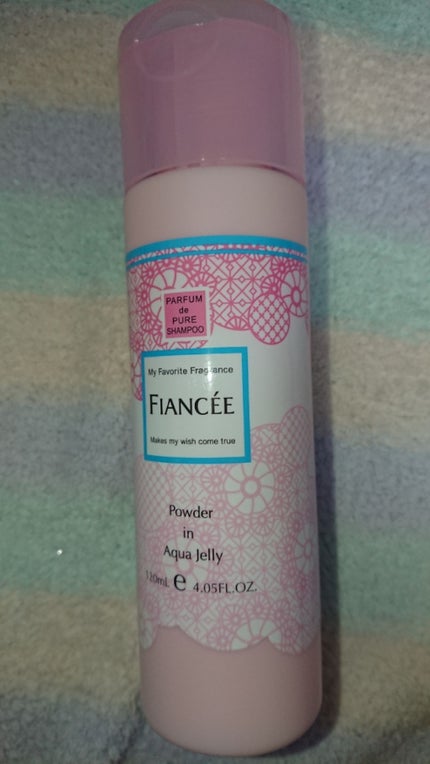 PARFUM
de
PURE
SHAMPOO
My Favorite Fragrance
FIANCÉE
Makes my wish come true
Powder
in
Aqua Jelly
120mL e 4.05FL.OZ.